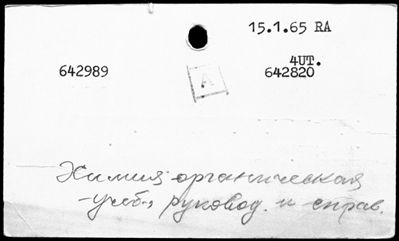 15.1.65 RA
4UT.
642989 642820
A
Химия органическая
-учеб., руковод. и справ.